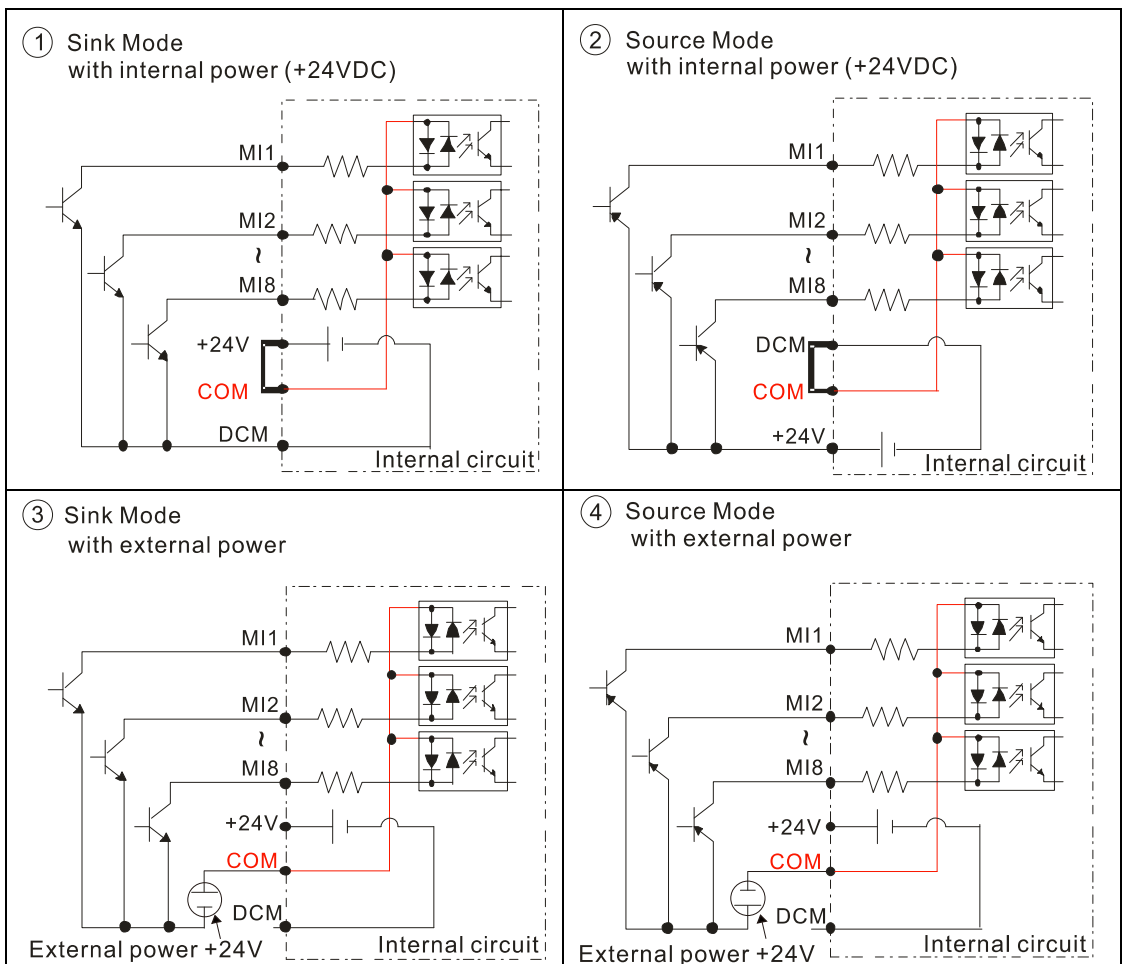 1 Sink Mode
with internal power (+24VDC)
MI1
MI2
~
MI8
+24V
COM
DCM
Internal circuit
2 Source Mode
with internal power (+24VDC)
MI1
MI2
~
MI8
DCM
COM
+24V
Internal circuit
3 Sink Mode
with external power
MI1
MI2
~
MI8
+24V
COM
DCM
External power +24V
Internal circuit
4 Source Mode
with external power
MI1
MI2
~
MI8
+24V
COM
DCM
External power +24V
Internal circuit